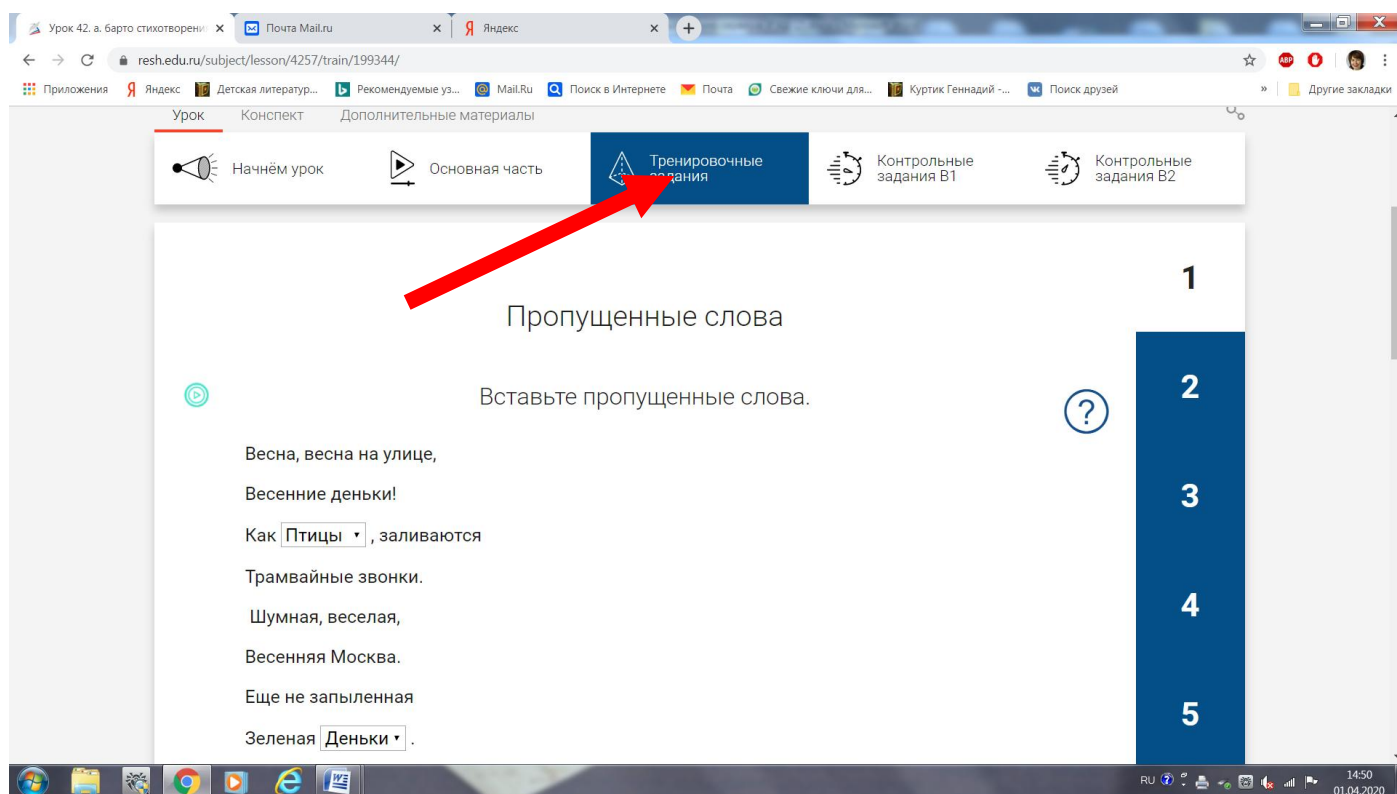 Урок 42. а. барто стихотворени
Почта Mail.ru
Яндекс
resh.edu.ru/subject/lesson/4257/train/199344/
ABP
Приложения
Яндекс
Детская литератур...
Рекомендуемые уз...
Mail.Ru
Поиск в Интернете
Почта
Свежие ключи для...
Куртик Геннадий -...
Поиск друзей
»
Другие закладки
Урок Конспект Дополнительные материалы
Начнём урок
Основная часть
Тренировочные
задания
Контрольные
задания В1
Контрольные
задания В2
1
Пропущенные слова
2
Вставьте пропущенные слова.
?
Весна, весна на улице,
Весенние деньки!
3
Как Птицы , заливаются
Трамвайные звонки.
4
Шумная, веселая,
Весенняя Москва.
Еще не запыленная
5
Зеленая Деньки .
RU
14:50
01.04.2020